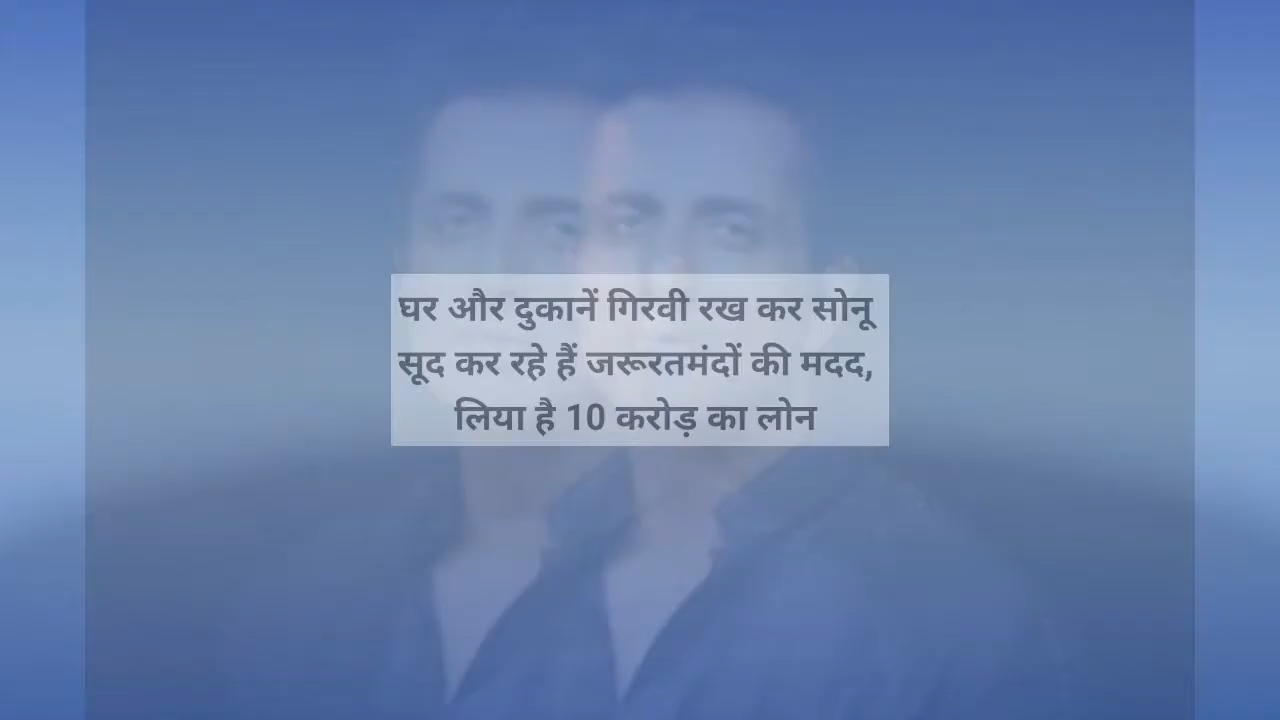 घर और दुकानें गिरवी रख कर सोनू
सूद कर रहे हैं जरूरतमंदों की मदद,
लिया है 10 करोड़ का लोन